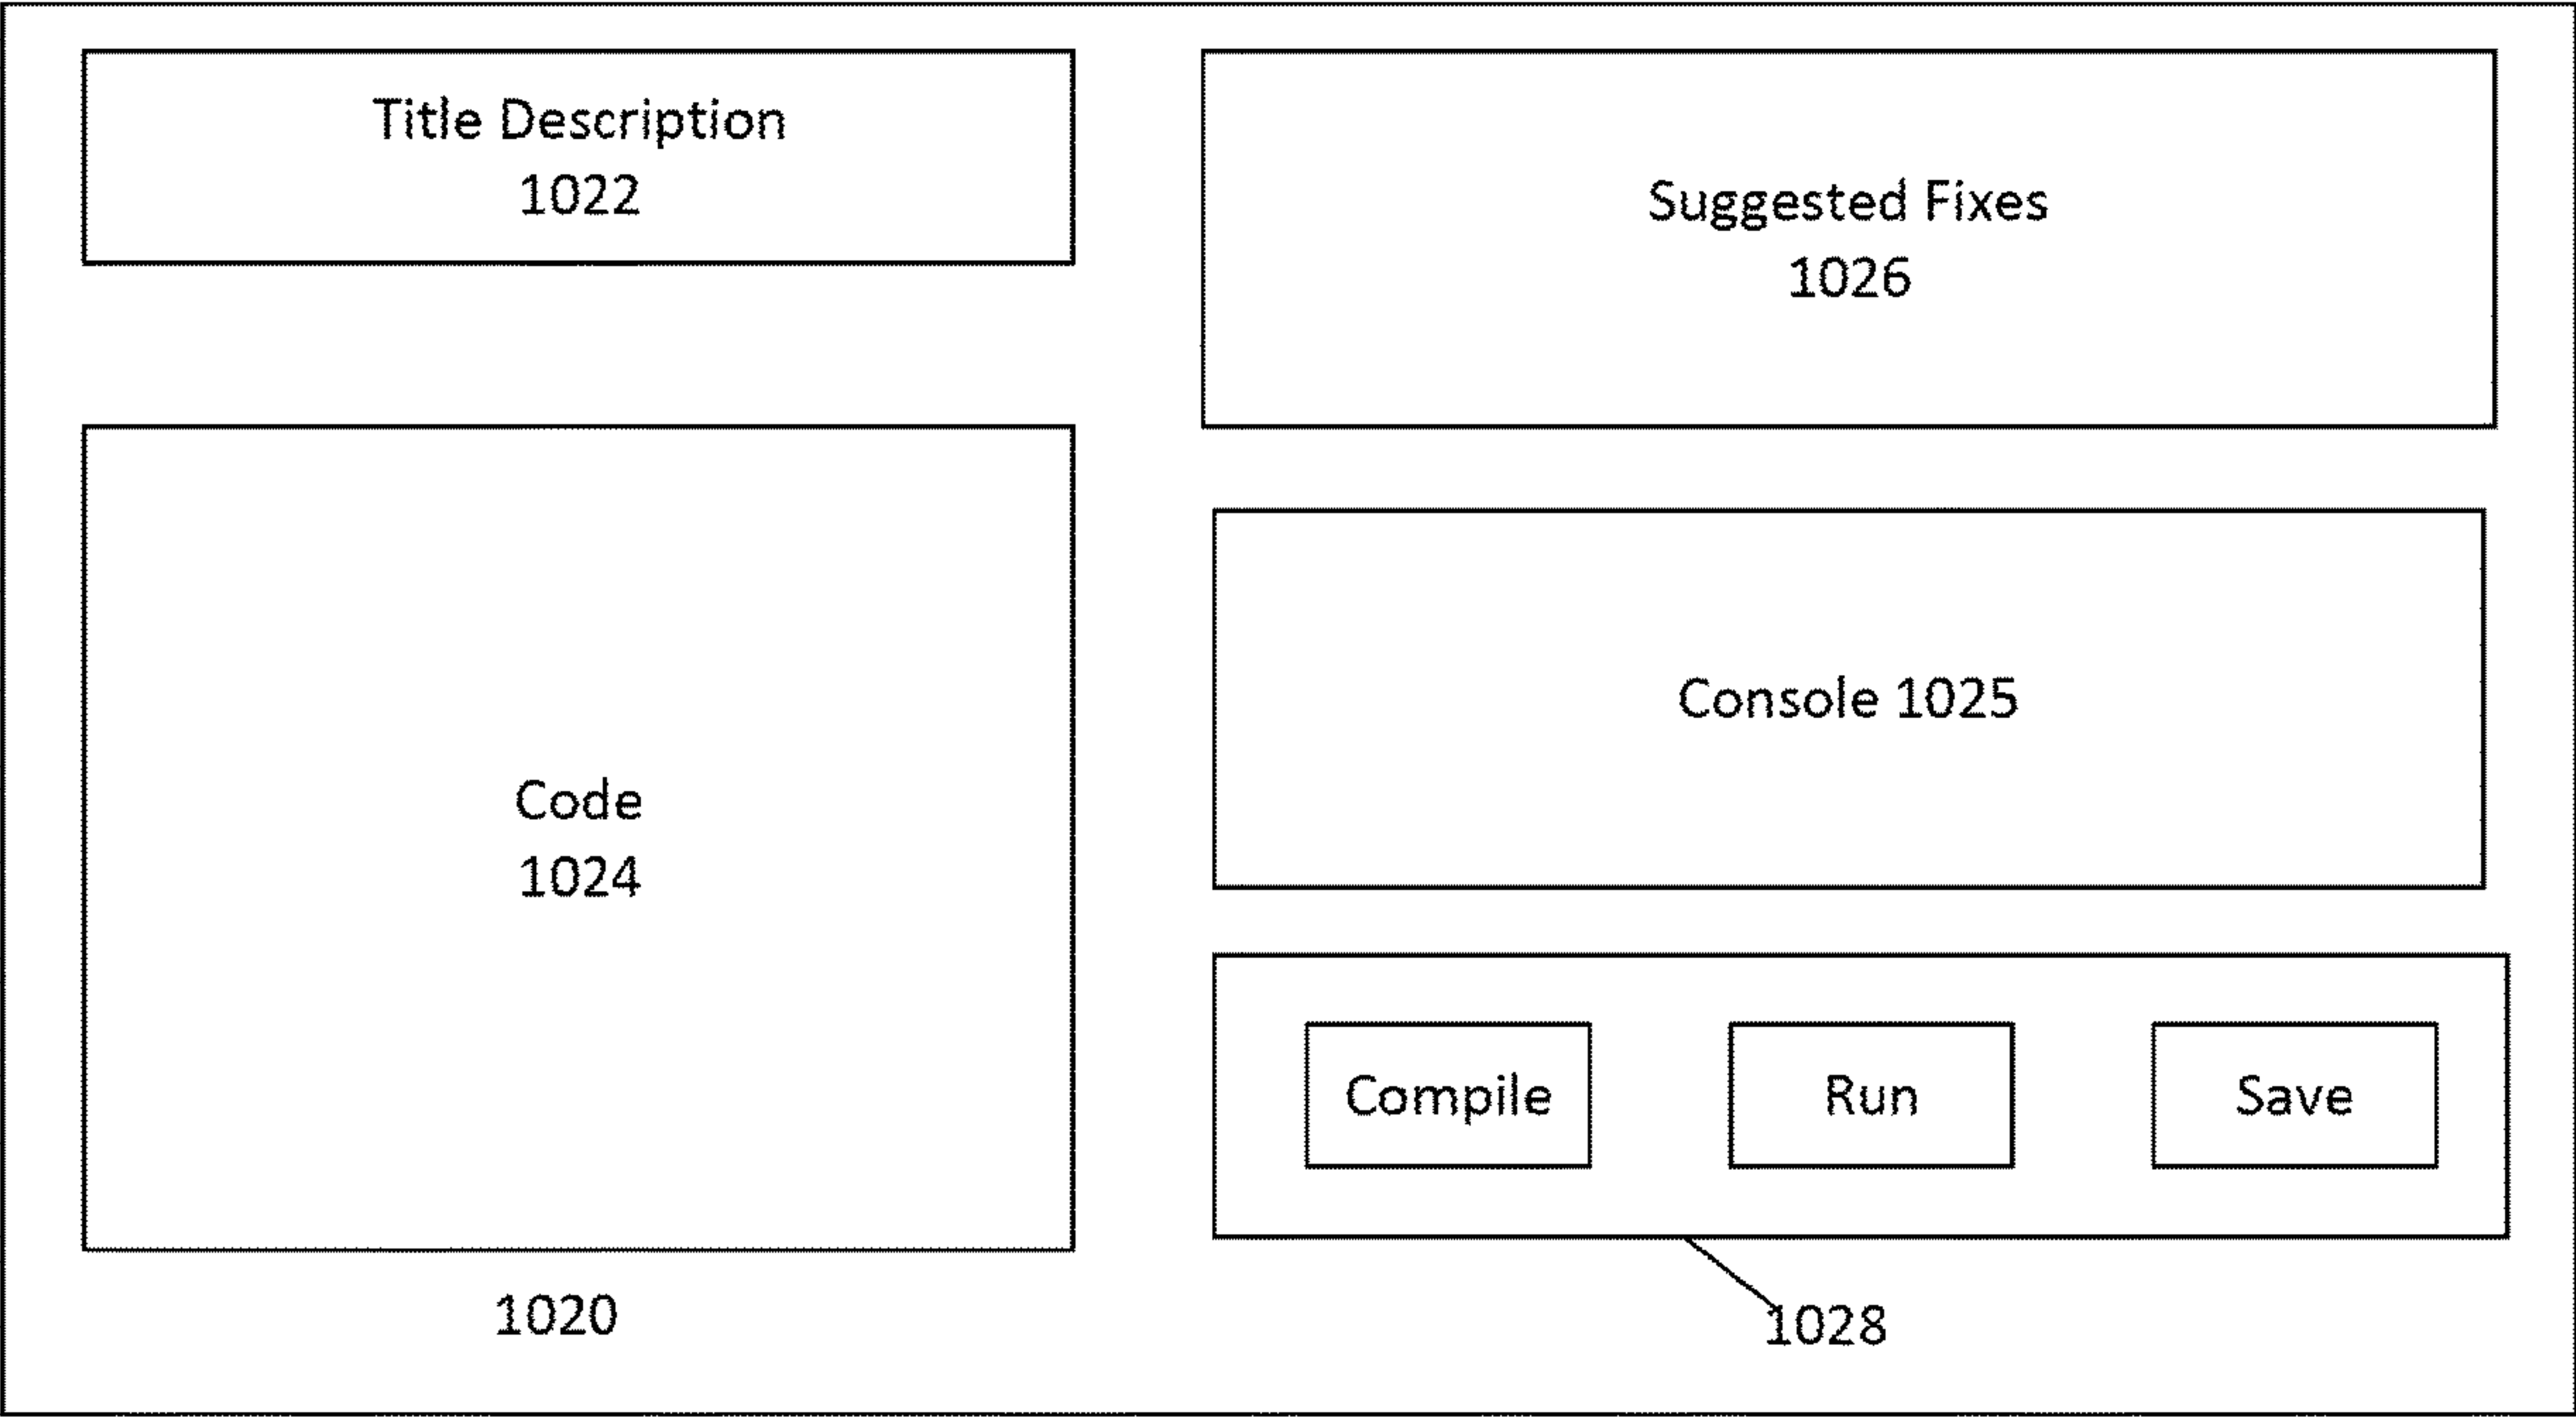 Title Description
1022
Suggested Fixes
1026
Code
1024
Console 1025
Compile
Run
Save
1020
1028